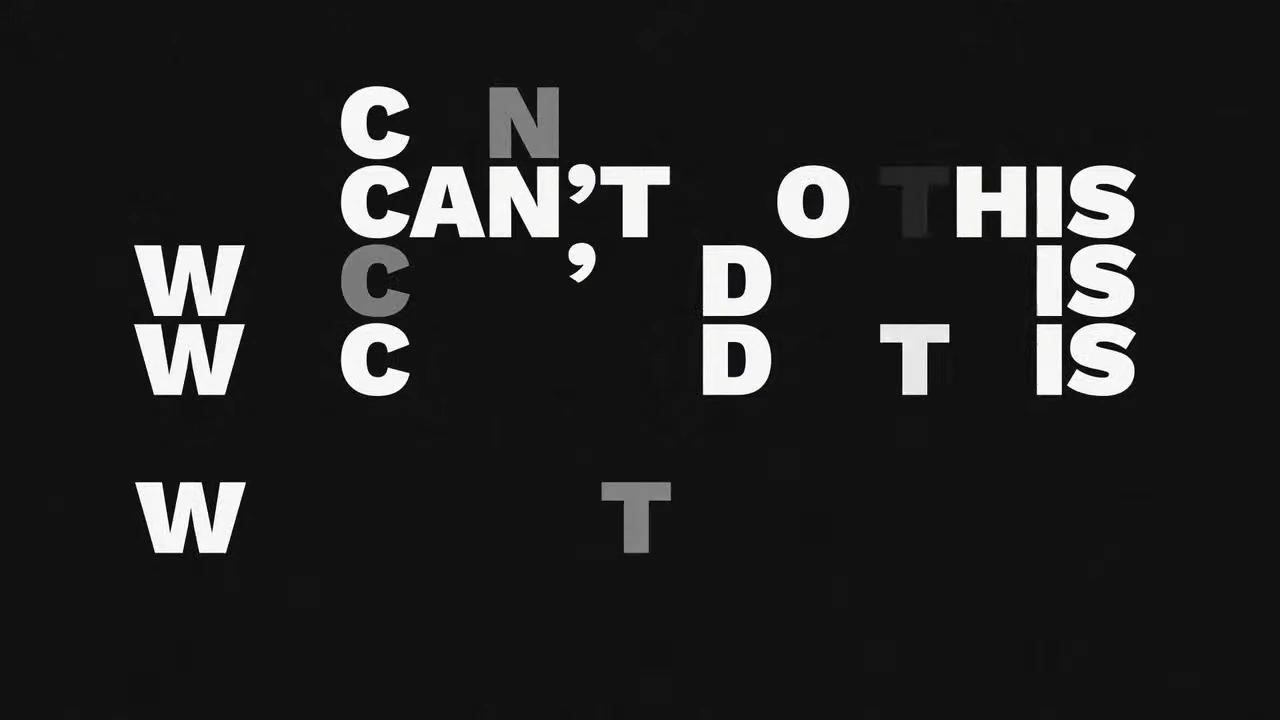 C N
CAN’T O THIS
W C ’ D IS
W C D T IS
W T